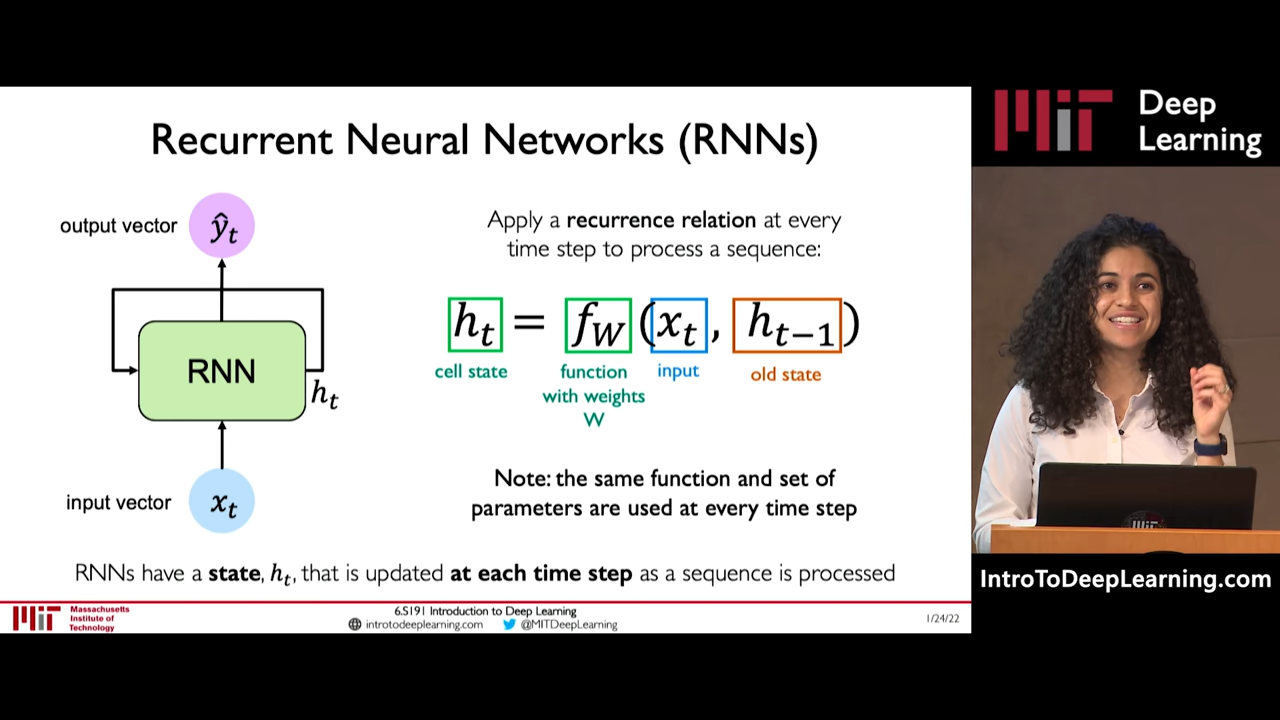 Recurrent Neural Networks (RNNs)
output vector
ŷₜ
RNN
hₜ
input vector
xₜ
Apply a recurrence relation at every
time step to process a sequence:
hₜ = f_W(xₜ, hₜ₋₁)
cell state
function
with weights
W
input
old state
Note: the same function and set of
parameters are used at every time step
RNNs have a state, hₜ, that is updated at each time step as a sequence is processed
Massachusetts
Institute of
Technology
6.S191 Introduction to Deep Learning
introtodeeplearning.com @MITDeepLearning
1/24/22
MIT
Deep
Learning
MIT
IntroToDeepLearning.com